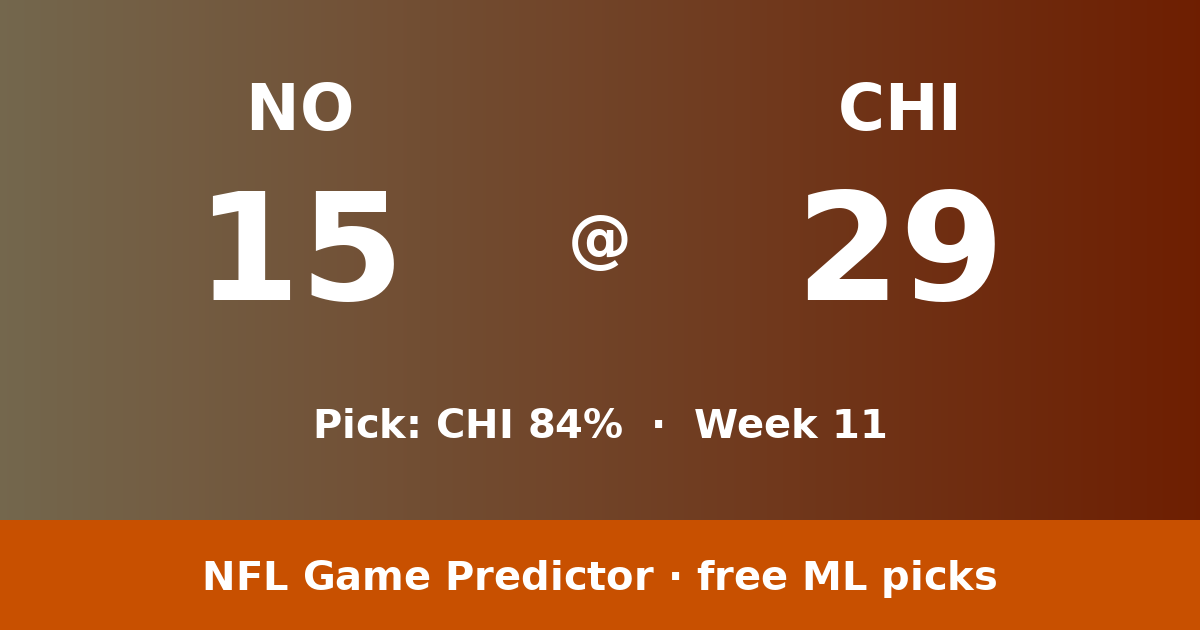 NO CHI
15 @ 29
Pick: CHI 84% · Week 11
NFL Game Predictor · free ML picks